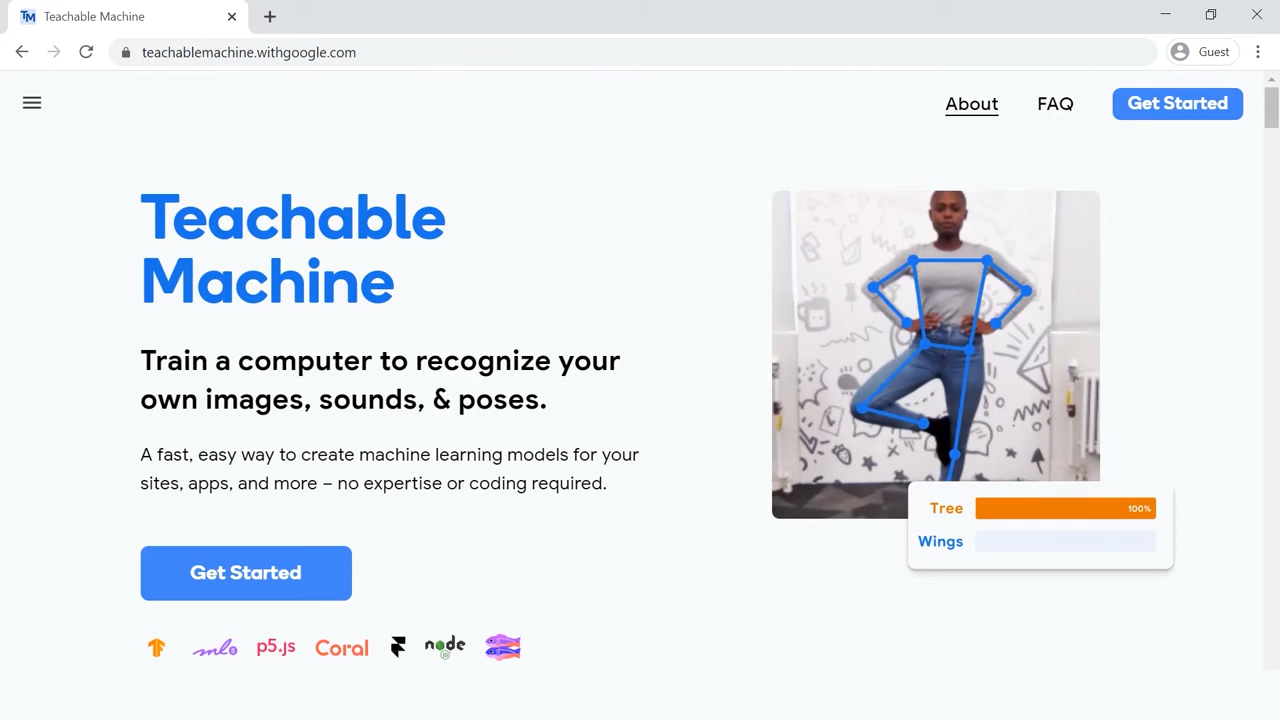 TM Teachable Machine
teachablemachine.withgoogle.com
Guest
About
FAQ
Get Started
Teachable
Machine
Train a computer to recognize your
own images, sounds, & poses.
A fast, easy way to create machine learning models for your
sites, apps, and more – no expertise or coding required.
Tree 100%
Wings
Get Started
ml5 p5.js Coral node JS